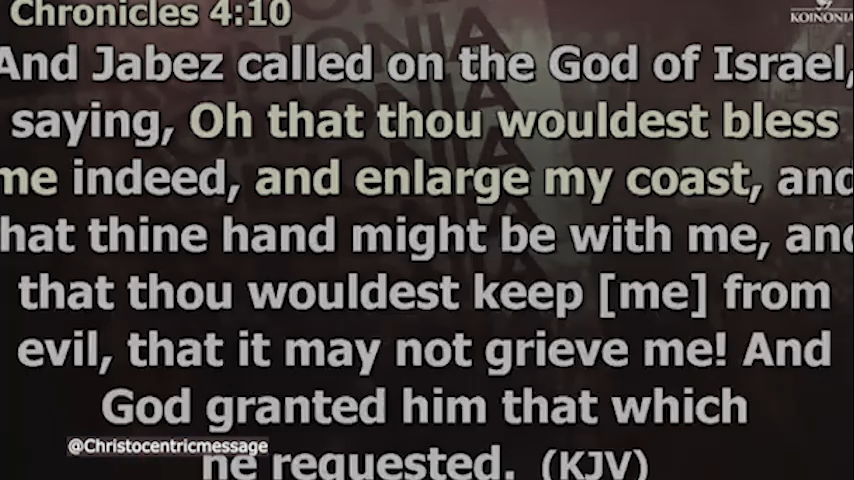 Chronicles 4:10
KOINONIA
And Jabez called on the God of Israel,
saying, Oh that thou wouldest bless
me indeed, and enlarge my coast, and
hat thine hand might be with me, and
that thou wouldest keep [me] from
evil, that it may not grieve me! And
God granted him that which
@Christocentricmessage
he requested. (KJV)